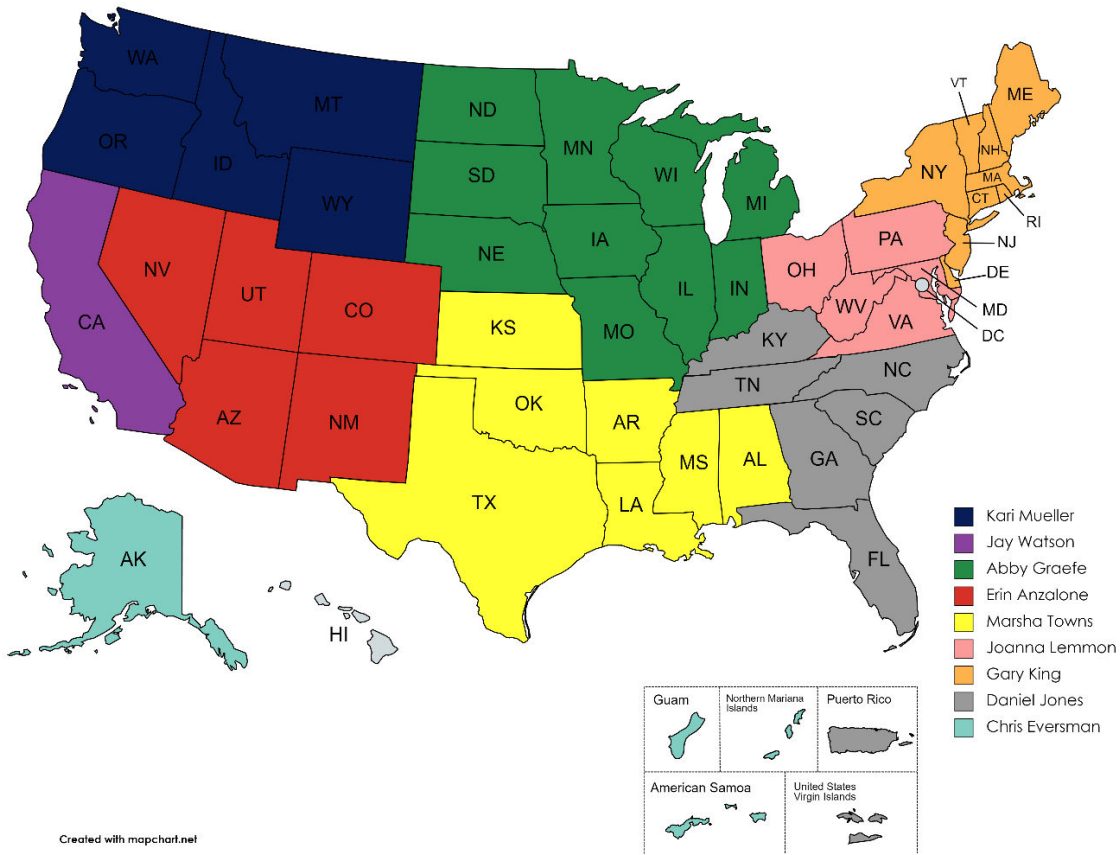 WA
MT
ND
VT
ME
OR
ID
MN
NH
SD
WI
NY
MA
WY
MI
CT
RI
IA
PA
NJ
NE
OH
DE
NV
UT
IL
IN
MD
CO
WV
CA
VA
DC
KS
MO
KY
NC
TN
OK
AZ
NM
AR
SC
MS
AL
GA
TX
LA
Kari Mueller
Jay Watson
AK
FL
Abby Graefe
Erin Anzalone
Marsha Towns
HI
Joanna Lemmon
Gary King
Daniel Jones
Chris Eversman
Guam
Northern Mariana
Islands
Puerto Rico
American Samoa
United States
Virgin Islands
Created with mapchart.net